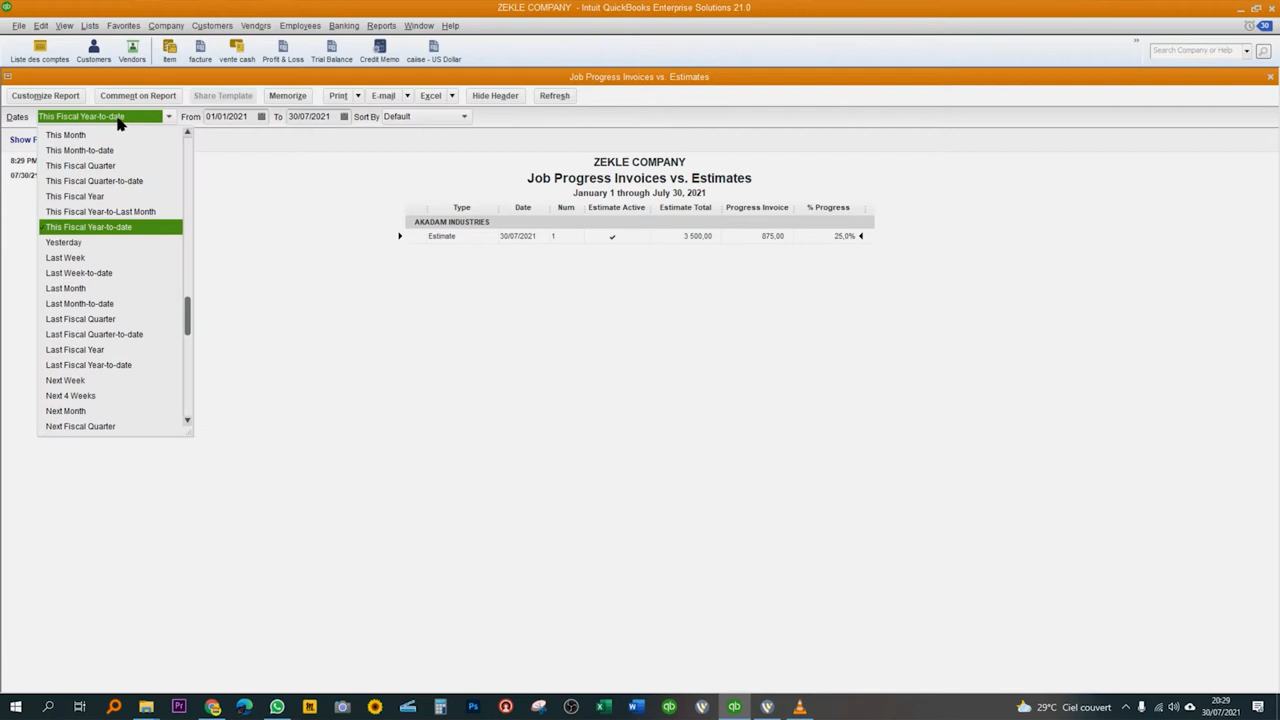 ZEKLE COMPANY - Intuit QuickBooks Enterprise Solutions 21.0
File Edit View Lists Favorites Company Customers Vendors Employees Banking Reports Window Help
30
Liste des comptes Customers Vendors Item facture vente cash Profit & Loss Trial Balance Credit Memo caiise - US Dollar
Search Company or Help
Job Progress Invoices vs. Estimates
Customize Report Comment on Report Share Template Memorize Print E-mail Excel Hide Header Refresh
Dates This Fiscal Year-to-date From 01/01/2021 To 30/07/2021 Sort By Default
This Month
Show F
This Month-to-date
8:29 PM
This Fiscal Quarter
07/30/2
This Fiscal Quarter-to-date
This Fiscal Year
This Fiscal Year-to-Last Month
This Fiscal Year-to-date
Yesterday
Last Week
Last Week-to-date
Last Month
Last Month-to-date
Last Fiscal Quarter
Last Fiscal Quarter-to-date
Last Fiscal Year
Last Fiscal Year-to-date
Next Week
Next 4 Weeks
Next Month
Next Fiscal Quarter
ZEKLE COMPANY
Job Progress Invoices vs. Estimates
January 1 through July 30, 2021
Type Date Num Estimate Active Estimate Total Progress Invoice % Progress
AKADAM INDUSTRIES
Estimate 30/07/2021 1 ✓ 3 500,00 875,00 25,0%
29°C Ciel couvert
20:29
30/07/2021